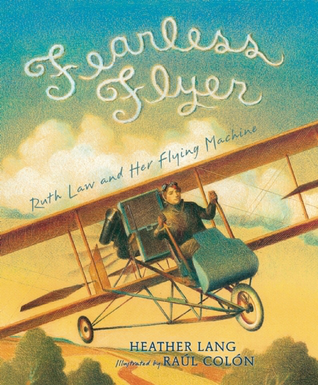 Fearless
Flyer
Ruth Law and Her Flying Machine
HEATHER LANG
Illustrated by RAÚL COLÓN